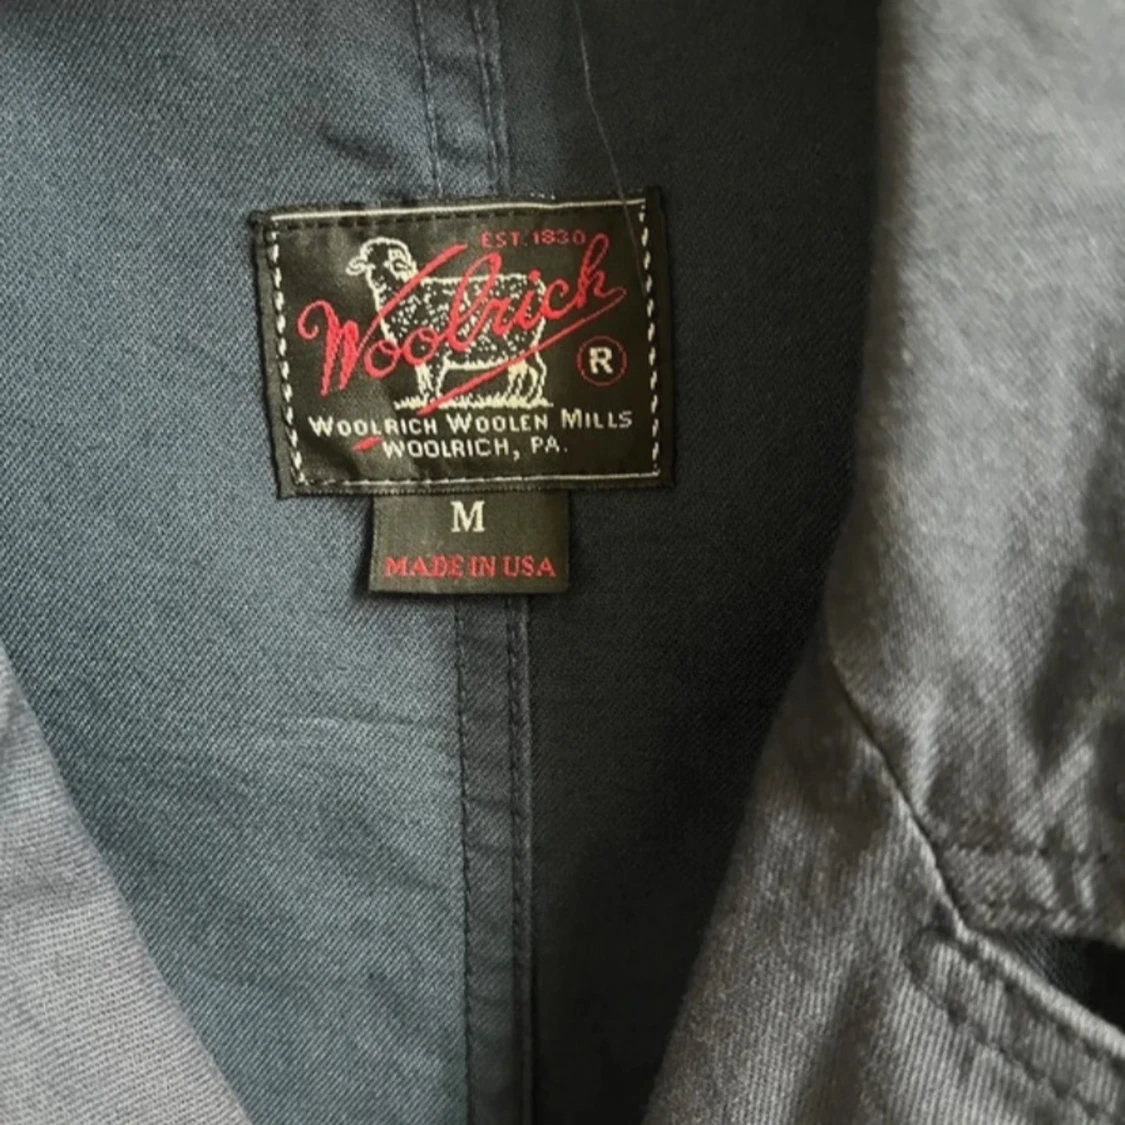 EST. 1830
Woolrich
R
WOOLRICH WOOLEN MILLS
WOOLRICH, PA.
M
MADE IN USA